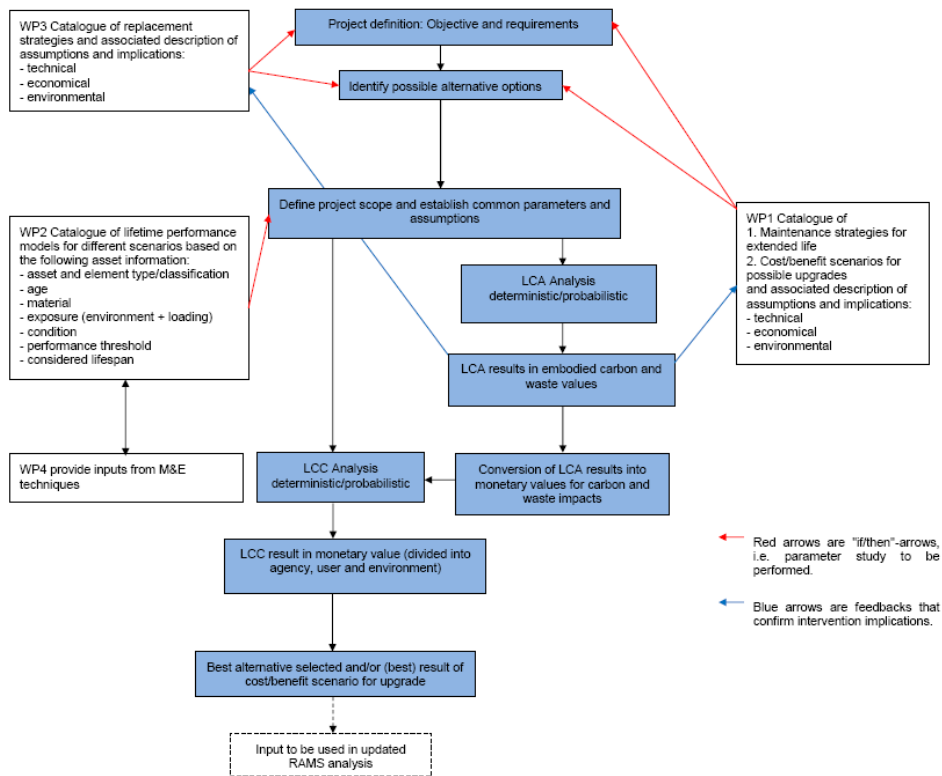 WP3 Catalogue of replacement
strategies and associated description of
assumptions and implications:
- technical
- economical
- environmental
Project definition: Objective and requirements
Identify possible alternative options
Define project scope and establish common parameters and
assumptions
WP2 Catalogue of lifetime performance
models for different scenarios based on
the following asset information:
- asset and element type/classification
- age
- material
- exposure (environment + loading)
- condition
- performance threshold
- considered lifespan
WP1 Catalogue of
1. Maintenance strategies for
extended life
2. Cost/benefit scenarios for
possible upgrades
and associated description of
assumptions and implications:
- technical
- economical
- environmental
LCA Analysis
deterministic/probabilistic
LCA results in embodied carbon and
waste values
WP4 provide inputs from M&E
techniques
LCC Analysis
deterministic/probabilistic
Conversion of LCA results into
monetary values for carbon and
waste impacts
LCC result in monetary value (divided into
agency, user and environment)
Red arrows are "if/then"-arrows,
i.e. parameter study to be
performed.
Blue arrows are feedbacks that
confirm intervention implications.
Best alternative selected and/or (best) result of
cost/benefit scenario for upgrade
Input to be used in updated
RAMS analysis